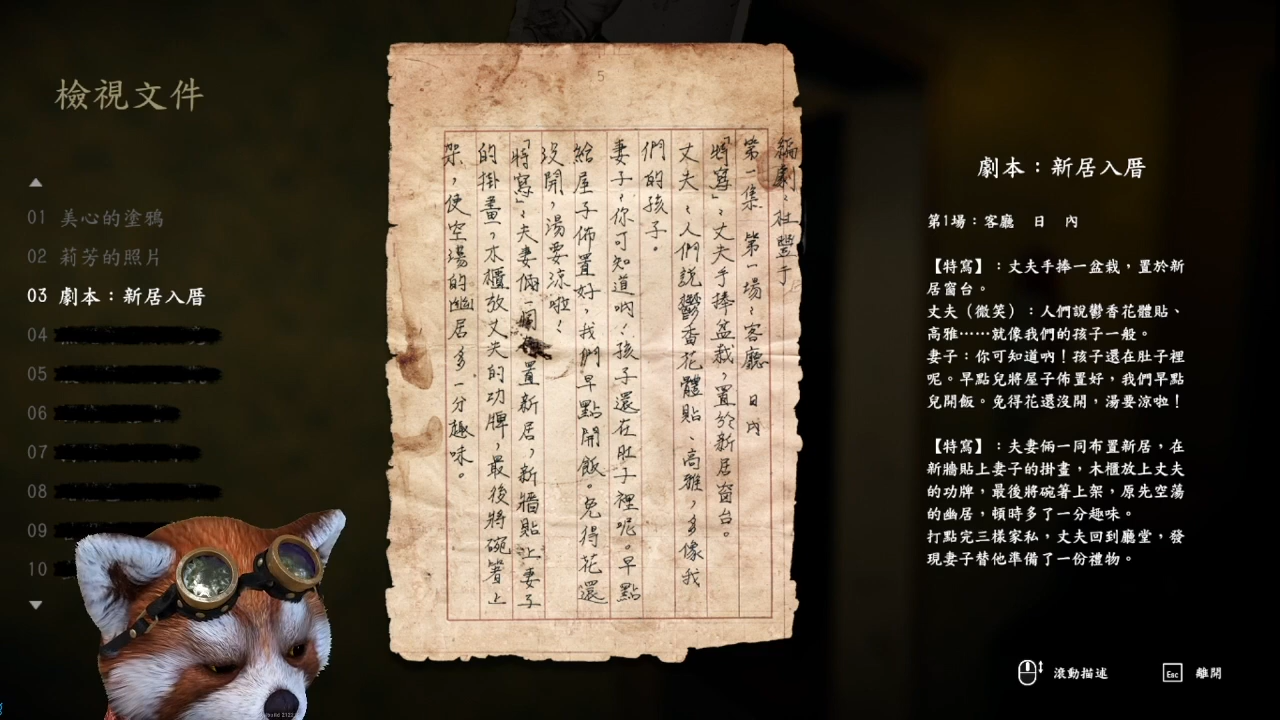 檢視文件
01 美心的塗鴉
02 莉芳的照片
03 劇本：新居入厝
04
05
06
07
08
09
10
5
編劇：杜豐于
第一集 第一場：客廳 日 內
「特寫」：丈夫手捧盆栽，置於新居窗台。
丈夫：人們說鬱香花體貼、高雅，多像我
們的孩子。
妻子：你可知道吶！孩子還在肚子裡呢。早點
給屋子佈置好，我們早點開飯。免得花還
沒開，湯要涼啦！
「特寫」：夫妻倆一同置新居，新牆貼上妻子
的掛畫，木櫃放丈夫的功牌，最後將碗箸上
架，使空蕩的幽居多一分趣味。
劇本：新居入厝
第1場：客廳 日 內
【特寫】：丈夫手捧一盆栽，置於新
居窗台。
丈夫（微笑）：人們說鬱香花體貼、
高雅……就像我們的孩子一般。
妻子：你可知道吶！孩子還在肚子裡
呢。早點兒將屋子佈置好，我們早點
兒開飯。免得花還沒開，湯要涼啦！
【特寫】：夫妻倆一同布置新居，在
新牆貼上妻子的掛畫，木櫃放上丈夫
的功牌，最後將碗箸上架，原先空蕩
的幽居，頓時多了一分趣味。
打點完三樣家私，丈夫回到廳堂，發
現妻子替他準備了一份禮物。
滾動描述
Esc 離開